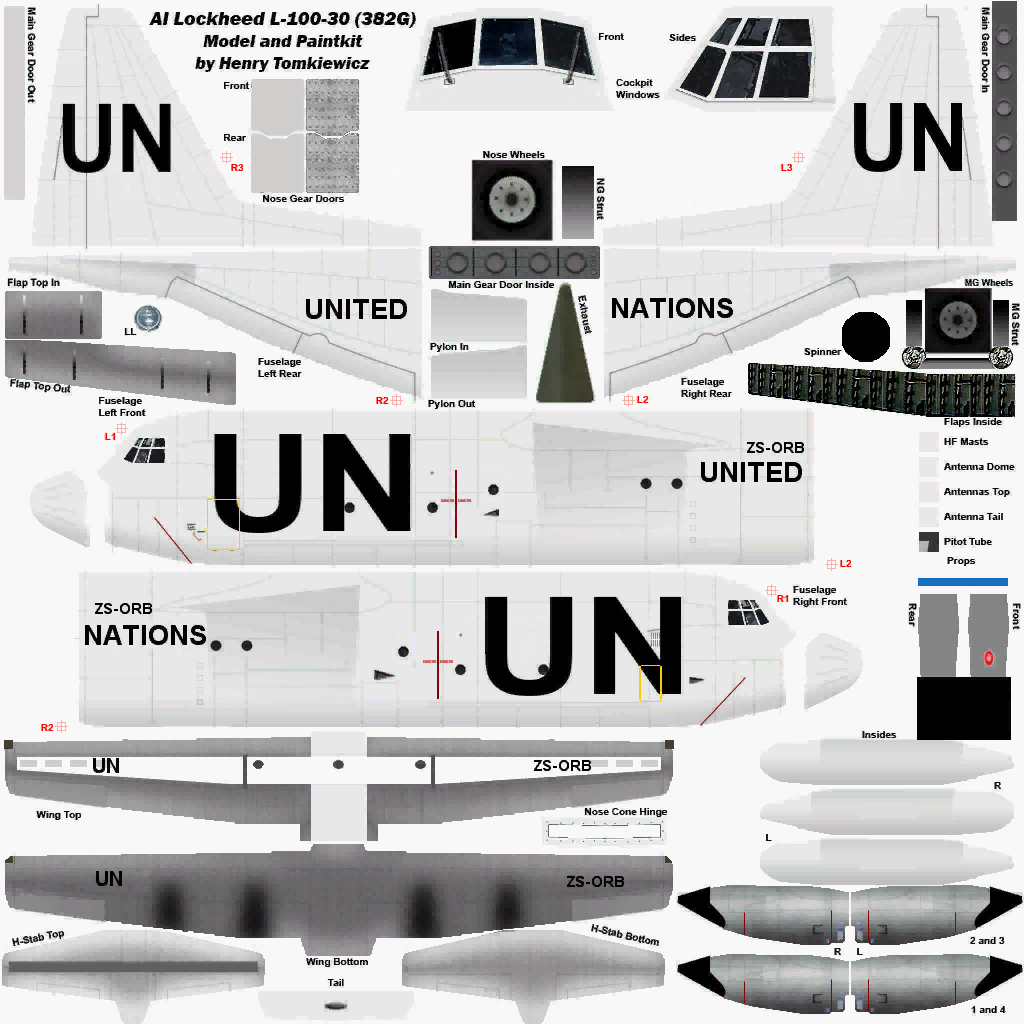 AI Lockheed L-100-30 (382G)
Model and Paintkit
by Henry Tomkiewicz
Main Gear Door Out
UN
Front
Rear
Nose Gear Doors
R3
Front
Cockpit
Windows
Sides
Main Gear Door In
UN
L3
Nose Wheels
NG Strut
Main Gear Door Inside
Flap Top In
LL
Flap Top Out
UNITED
Fuselage
Left Rear
R2
Pylon In
Pylon Out
Exhaust
NATIONS
MG Wheels
MG Strut
Spinner
Fuselage
Right Rear
L2
Flaps Inside
Fuselage
Left Front
L1
UN
ZS-ORB
UNITED
L2
HF Masts
Antenna Dome
Antennas Top
Antenna Tail
Pitot Tube
Props
Rear
Front
ZS-ORB
NATIONS
UN
R1
Fuselage
Right Front
R2
Insides
R
L
UN
ZS-ORB
Wing Top
Nose Cone Hinge
UN
ZS-ORB
H-Stab Top
H-Stab Bottom
Wing Bottom
Tail
2 and 3
R
L
1 and 4